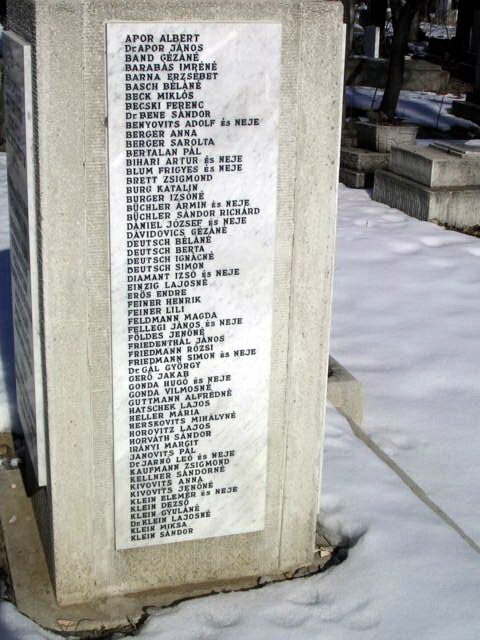 APOR ALBERT
Dr APOR JÁNOS
BAND GÉZÁNÉ
BARABÁS IMRÉNÉ
BARNA ERZSÉBET
BASCH BÉLÁNÉ
BECK MIKLÓS
BECSKI FERENC
Dr BENE SÁNDOR
BENYOVITS ADOLF ÉS NEJE
BERGER ANNA
BERGER SAROLTA
BERTALAN PÁL
BIHARI ARTUR ÉS NEJE
BLUM FRIGYES ÉS NEJE
BRETT ZSIGMOND
BURG KATALIN
BURGER IZSÓNÉ
BÜCHLER ÁRMIN ÉS NEJE
BÜCHLER SÁNDOR RICHÁRD
DÁNIEL JÓZSEF ÉS NEJE
DÁVIDOVICS GÉZÁNÉ
DEUTSCH BÉLÁNÉ
DEUTSCH BERTA
DEUTSCH IGNÁCNÉ
DEUTSCH SIMON
DIAMANT IZSÓ ÉS NEJE
EINZIG LAJOSNÉ
ERŐS ENDRE
FEINER HENRIK
FEINER LILI
FELDMANN MAGDA
FELLEGI JÁNOS ÉS NEJE
FÖLDES JENŐNÉ
FRIEDENTHÁL JÁNOS
FRIEDMANN RÓZSI
FRIEDMANN SIMON ÉS NEJE
Dr GÁL GYÖRGY
GERŐ JAKAB
GONDA HUGÓ ÉS NEJE
GONDA VILMOSNÉ
GUTTMANN ALFRÉDNÉ
HATSCHEK LAJOS
HELLER MÁRIA
HERSKOVITS MIHÁLYNÉ
HOROVITZ LAJOS
HORVÁTH SÁNDOR
IRÁNYI MARGIT
JANOVITS PÁL
Dr JARNÓ LEÓ ÉS NEJE
KAUFMANN ZSIGMOND
KELLNER SÁNDORNÉ
KIVOVITS ANNA
KIVOVITS JENŐNÉ
KLEIN ELEMÉR ÉS NEJE
KLEIN DEZSŐ
KLEIN GYULÁNÉ
Dr KLEIN LAJOSNÉ
KLEIN MIKSA
KLEIN SÁNDOR